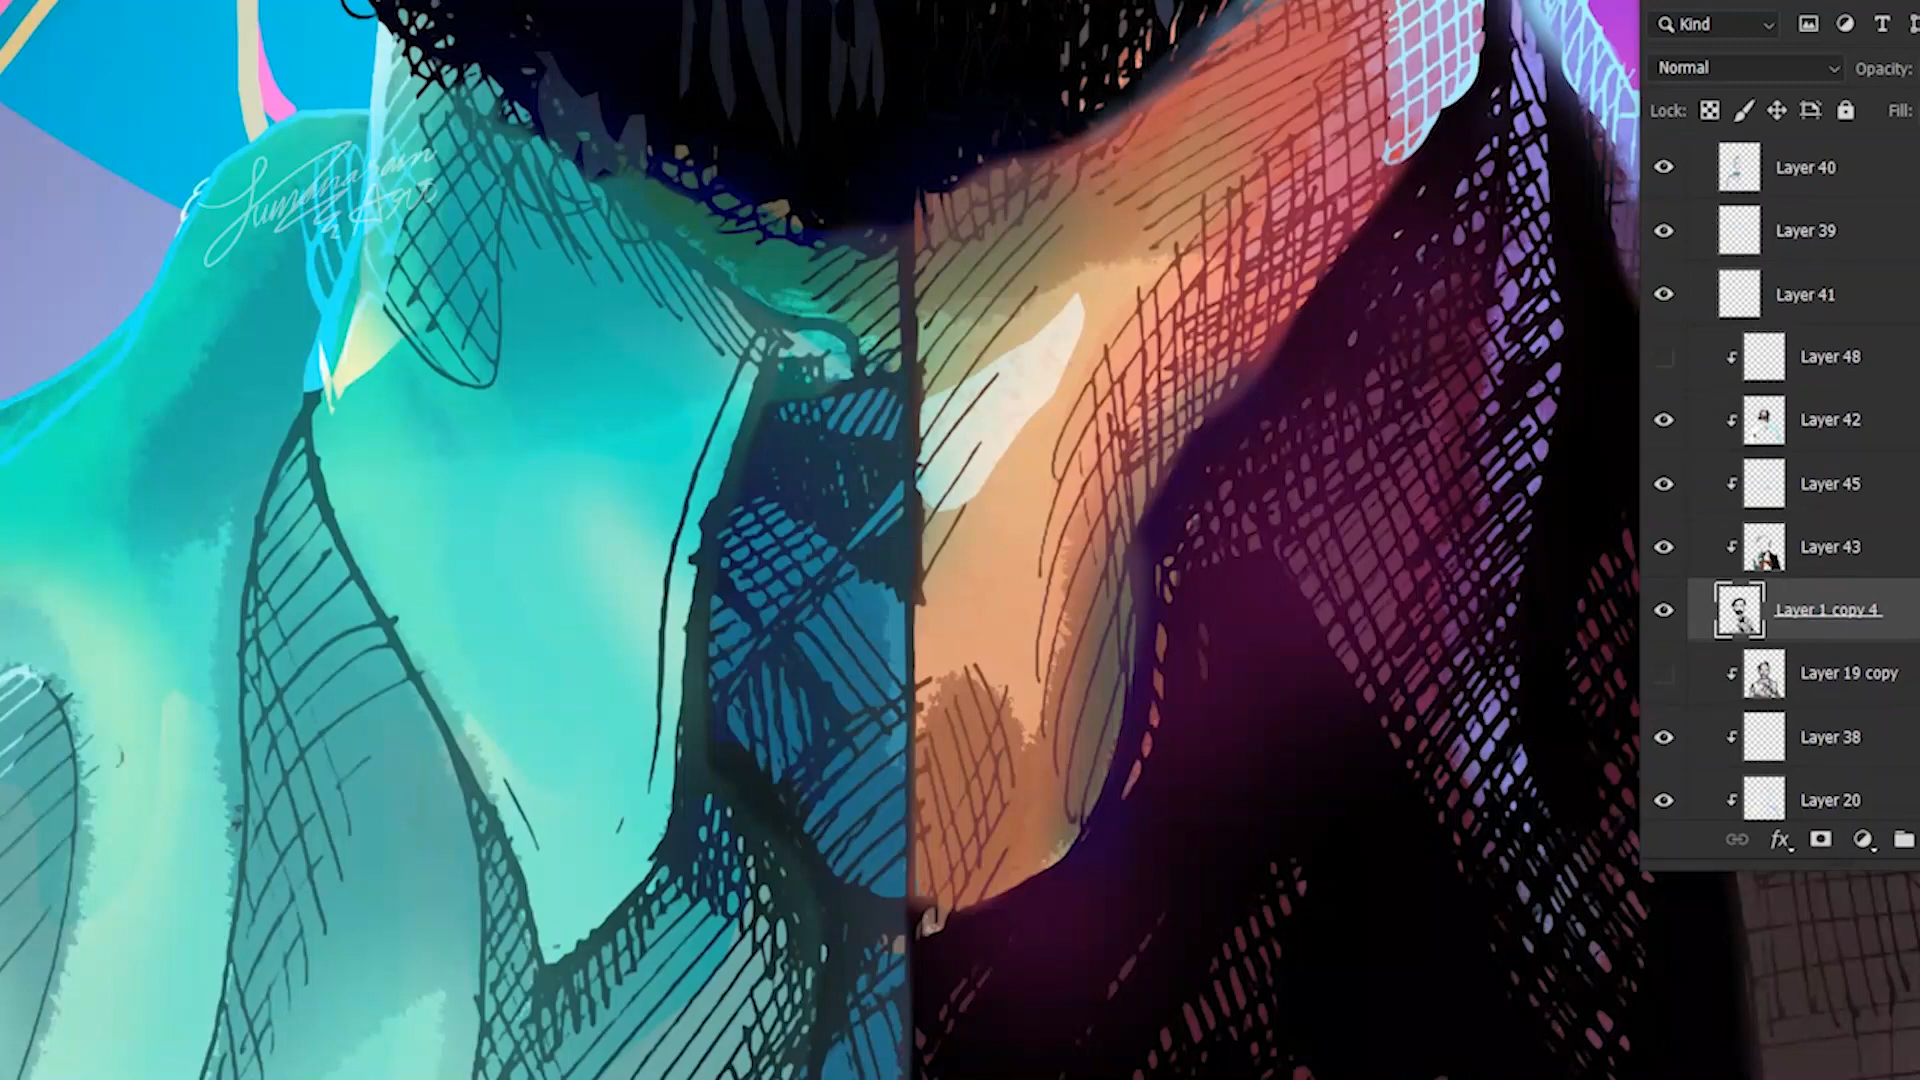 Kind
Normal
Opacity:
Lock:
Fill:
Layer 40
Layer 39
Layer 41
Layer 48
Layer 42
Layer 45
Layer 43
Layer 1 copy 4
Layer 19 copy
Layer 38
Layer 20
fx